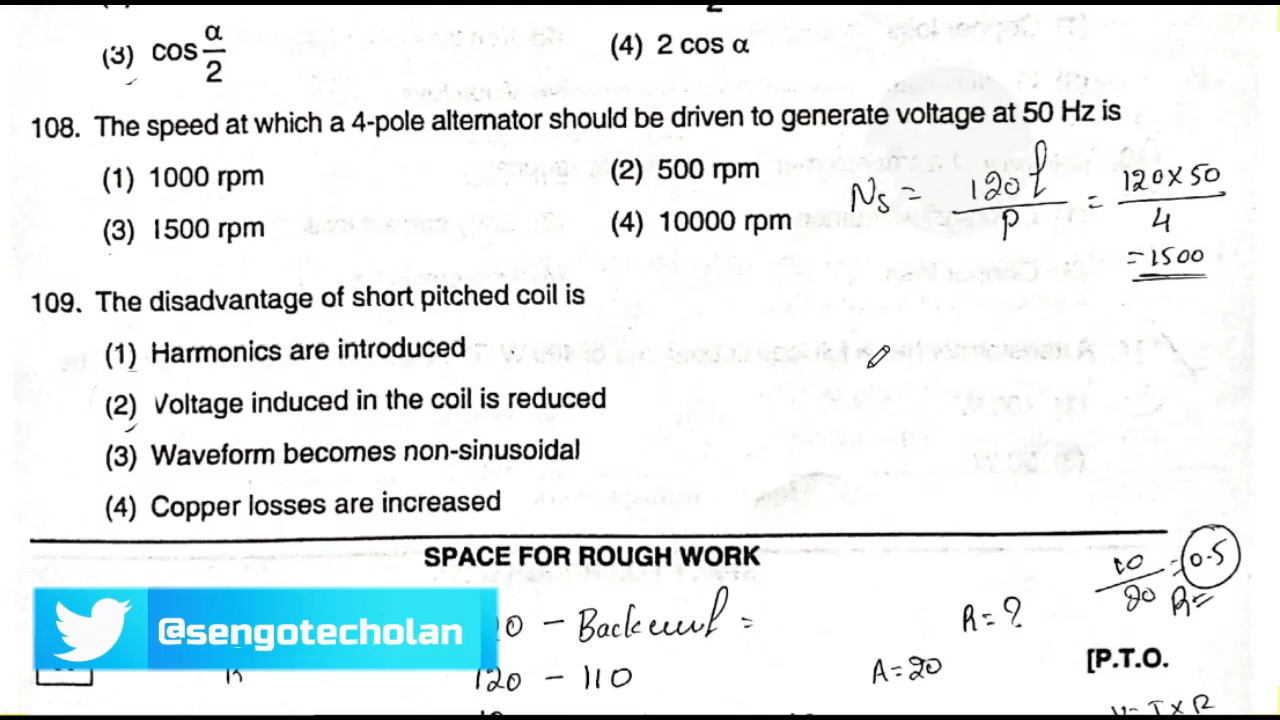 (3) cos α/2 (4) 2 cos α
108. The speed at which a 4-pole alternator should be driven to generate voltage at 50 Hz is
(1) 1000 rpm (2) 500 rpm
(3) 1500 rpm (4) 10000 rpm
Ns = 120f/P = 120×50/4
=1500
109. The disadvantage of short pitched coil is
(1) Harmonics are introduced
(2) Voltage induced in the coil is reduced
(3) Waveform becomes non-sinusoidal
(4) Copper losses are increased
SPACE FOR ROUGH WORK
10/20 = 0.5
R=
@sengotecholan
- Back emf =
R=?
120 - 110
A=20
[P.T.O.